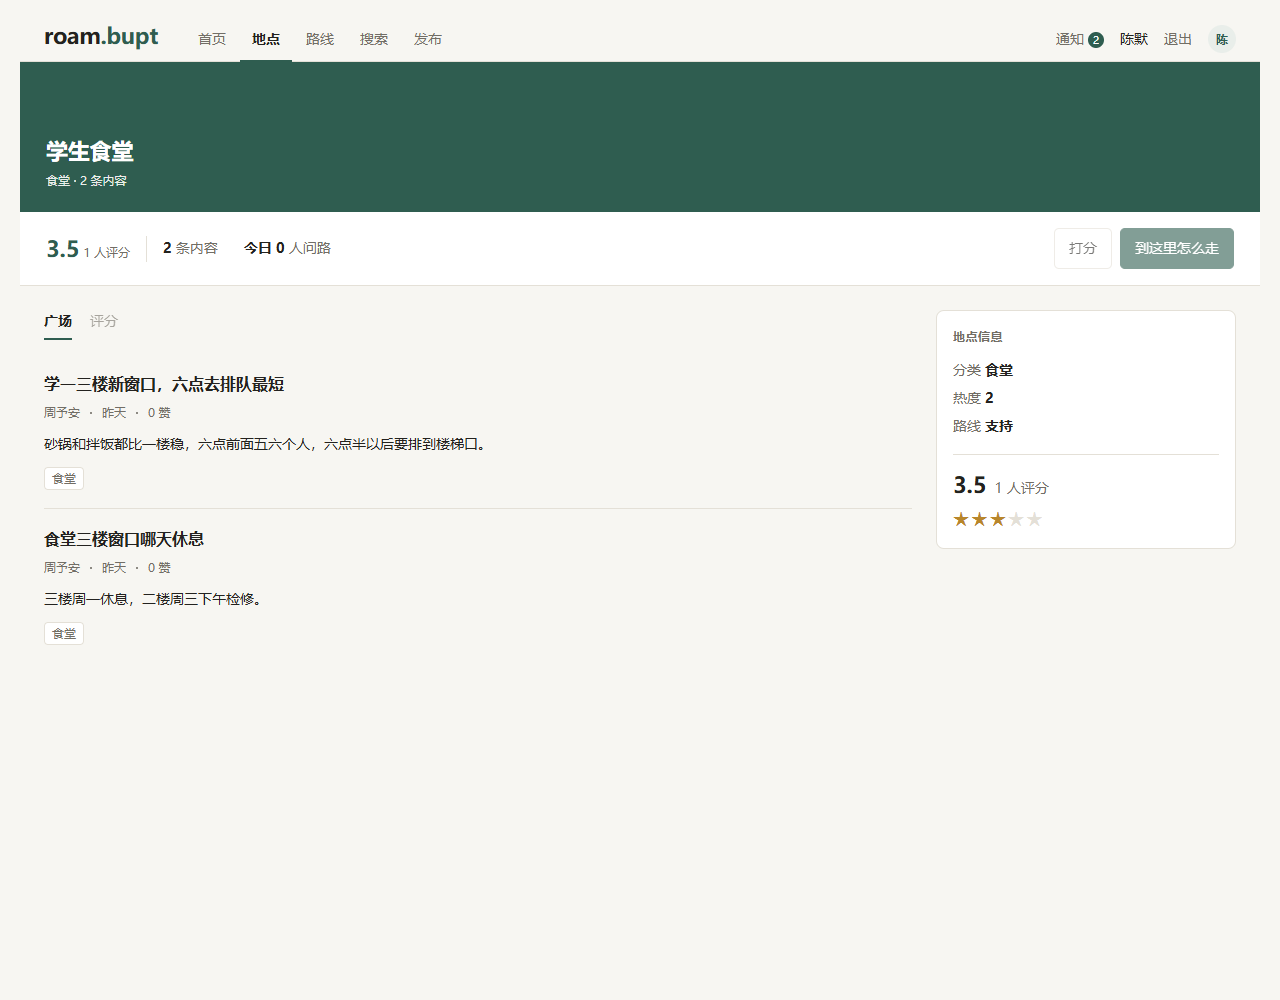 roam.bupt 首页 地点 路线 搜索 发布 通知 2 陈默 退出 陈
学生食堂
食堂 · 2 条内容
3.5 1 人评分 2 条内容 今日 0 人问路 打分 到这里怎么走
广场 评分
学一三楼新窗口，六点去排队最短
周予安 · 昨天 · 0 赞
砂锅和拌饭都比一楼稳，六点前面五六个人，六点半以后要排到楼梯口。
食堂
食堂三楼窗口哪天休息
周予安 · 昨天 · 0 赞
三楼周一休息，二楼周三下午检修。
食堂
地点信息
分类 食堂
热度 2
路线 支持
3.5 1 人评分
★★★★★